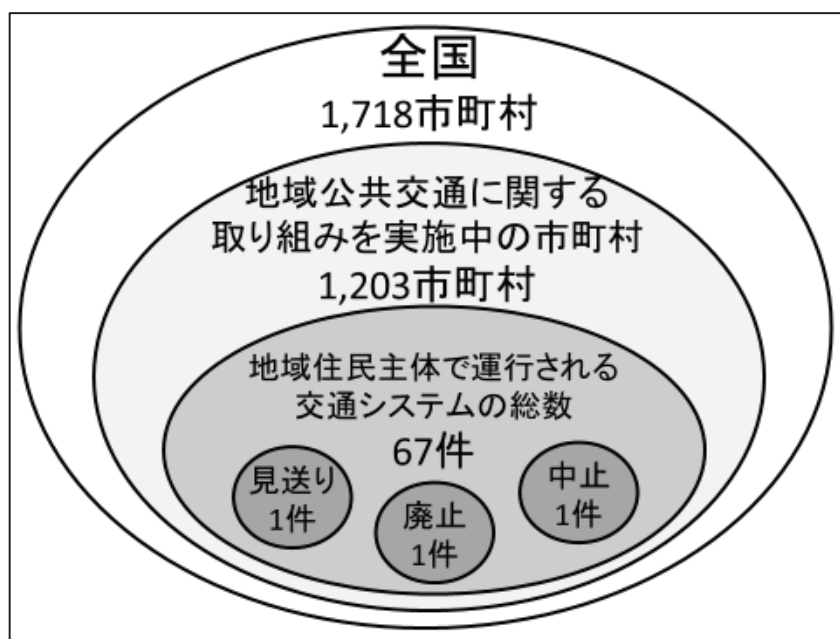 全国
1,718市町村
地域公共交通に関する
取り組みを実施中の市町村
1,203市町村
地域住民主体で運行される
交通システムの総数
67件
見送り
1件
廃止
1件
中止
1件